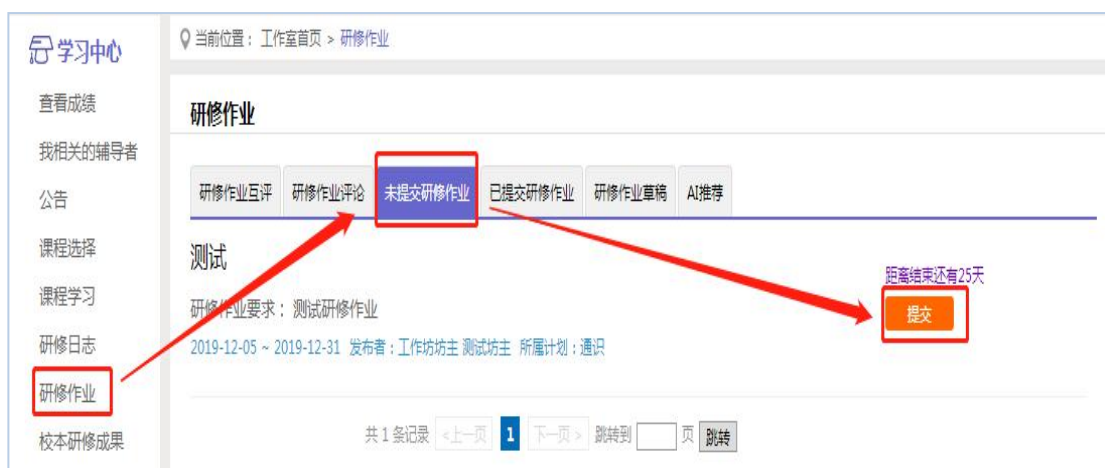 学习中心
查看成绩
我相关的辅导者
公告
课程选择
课程学习
研修日志
研修作业
校本研修成果
当前位置： 工作室首页 > 研修作业
研修作业
研修作业互评 研修作业评论 未提交研修作业 已提交研修作业 研修作业草稿 AI推荐
测试
距离结束还有25天
研修作业要求： 测试研修作业
提交
2019-12-05 ~ 2019-12-31 发布者：工作坊坊主 测试坊主 所属计划：通识
共 1 条记录 <上一页 1 下一页 > 跳转到 页 跳转